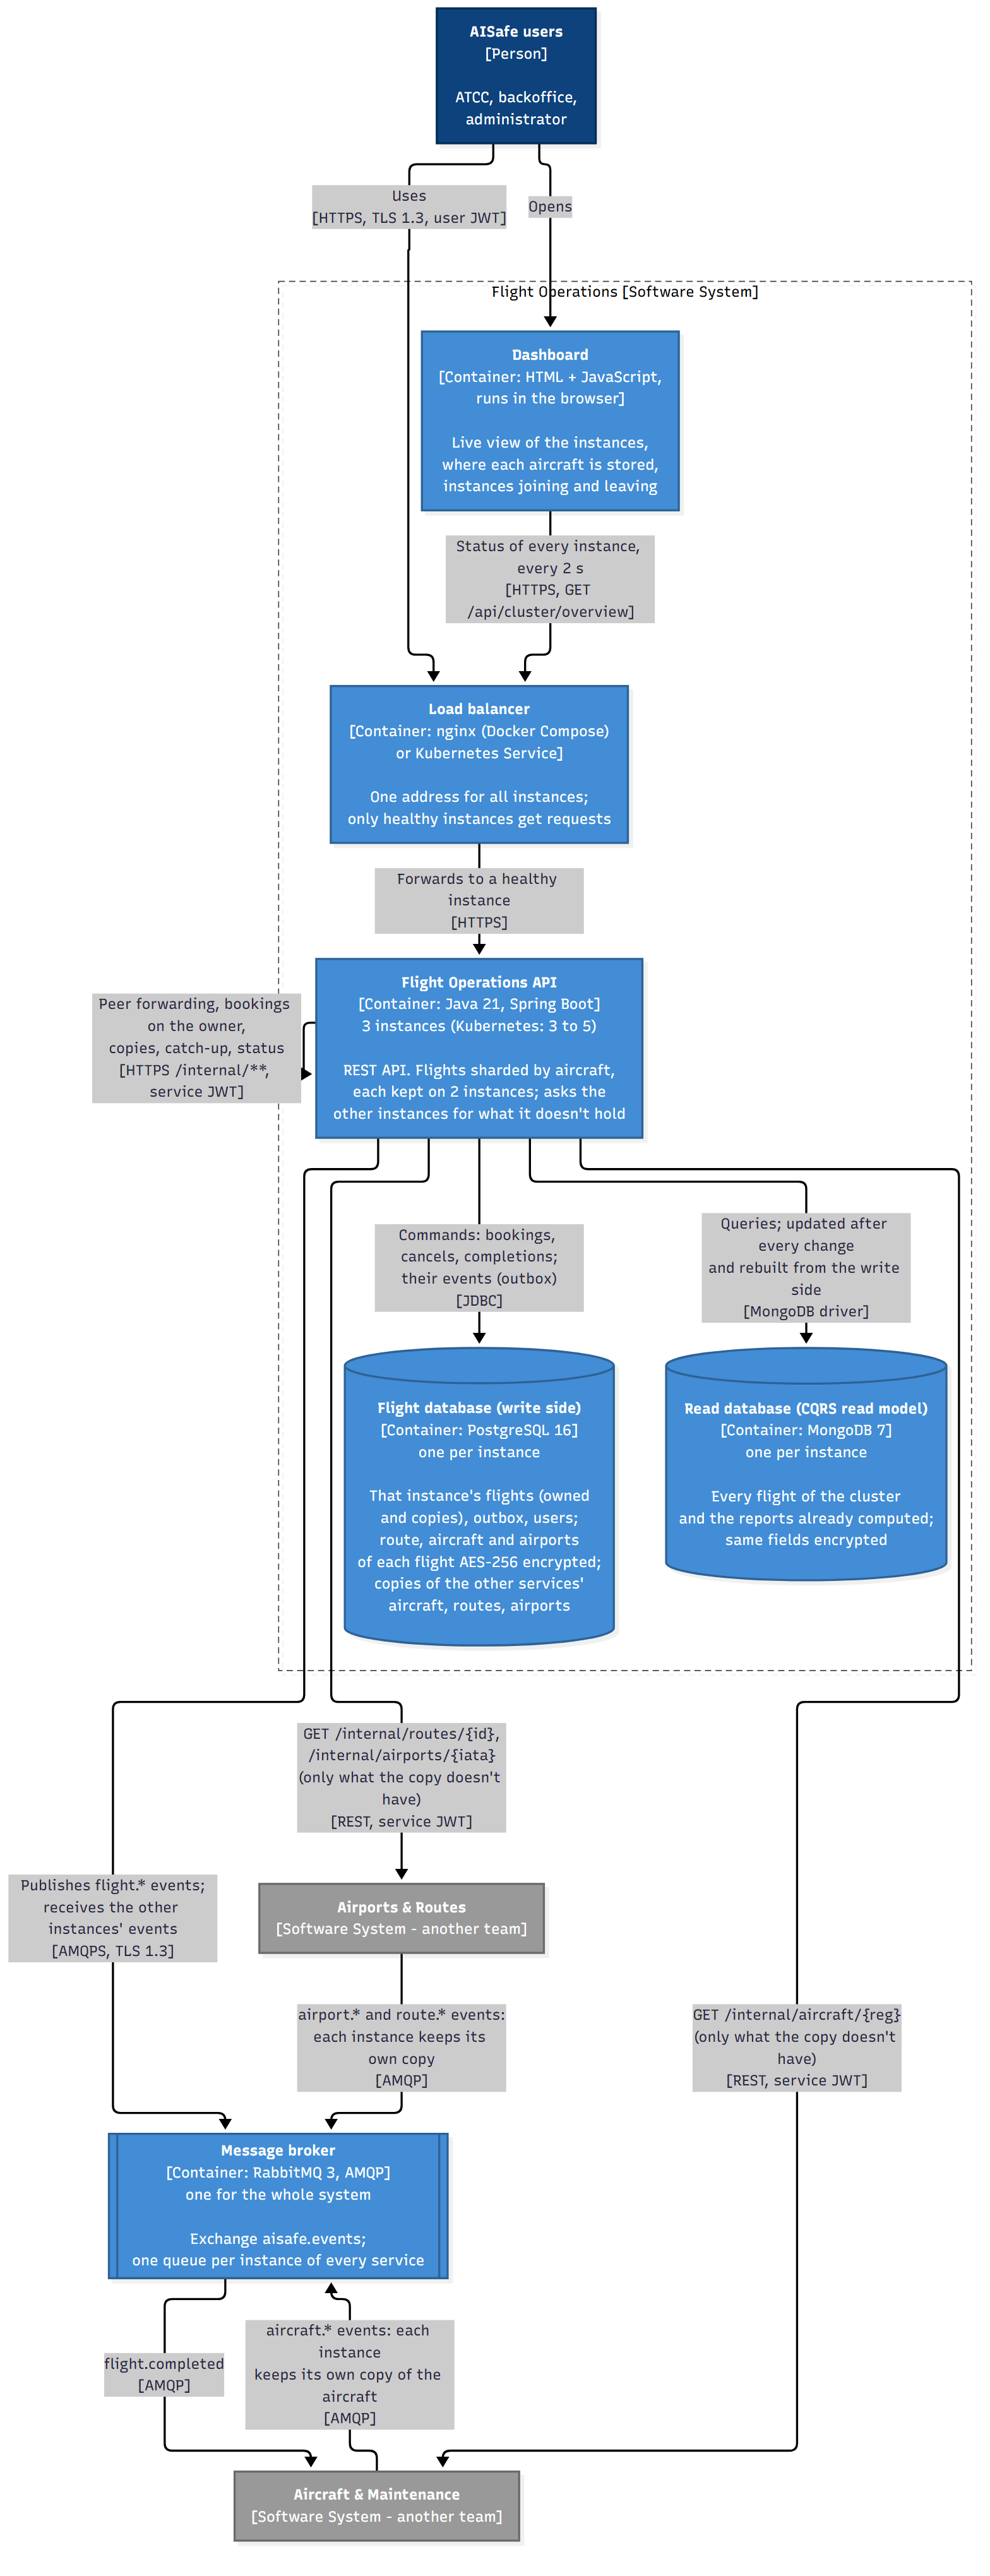 AISafe users
[Person]
ATCC, backoffice,
administrator
Uses
[HTTPS, TLS 1.3, user JWT]
Opens
Flight Operations [Software System]
Dashboard
[Container: HTML + JavaScript,
runs in the browser]
Live view of the instances,
where each aircraft is stored,
instances joining and leaving
Status of every instance,
every 2 s
[HTTPS, GET
/api/cluster/overview]
Load balancer
[Container: nginx (Docker Compose)
or Kubernetes Service]
One address for all instances;
only healthy instances get requests
Forwards to a healthy
instance
[HTTPS]
Flight Operations API
[Container: Java 21, Spring Boot]
3 instances (Kubernetes: 3 to 5)
REST API. Flights sharded by aircraft,
each kept on 2 instances; asks the
other instances for what it doesn't hold
Peer forwarding, bookings
on the owner,
copies, catch-up, status
[HTTPS /internal/**,
service JWT]
Commands: bookings,
cancels, completions;
their events (outbox)
[JDBC]
Queries; updated after
every change
and rebuilt from the write
side
[MongoDB driver]
Flight database (write side)
[Container: PostgreSQL 16]
one per instance
That instance's flights (owned
and copies), outbox, users;
route, aircraft and airports
of each flight AES-256 encrypted;
copies of the other services'
aircraft, routes, airports
Read database (CQRS read model)
[Container: MongoDB 7]
one per instance
Every flight of the cluster
and the reports already computed;
same fields encrypted
GET /internal/routes/{id},
/internal/airports/{iata}
(only what the copy doesn't
have)
[REST, service JWT]
Publishes flight.* events;
receives the other
instances' events
[AMQPS, TLS 1.3]
Airports & Routes
[Software System - another team]
airport.* and route.* events:
each instance keeps its
own copy
[AMQP]
GET /internal/aircraft/{reg}
(only what the copy doesn't
have)
[REST, service JWT]
Message broker
[Container: RabbitMQ 3, AMQP]
one for the whole system
Exchange aisafe.events;
one queue per instance of every service
flight.completed
[AMQP]
aircraft.* events: each
instance
keeps its own copy of the
aircraft
[AMQP]
Aircraft & Maintenance
[Software System - another team]